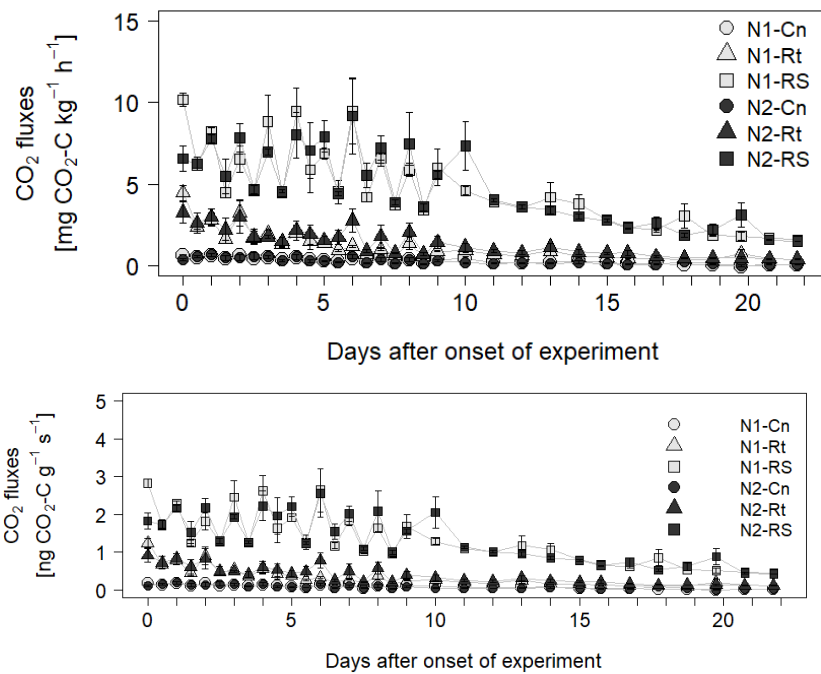 15
10
5
0
CO₂ fluxes
[mg CO₂-C kg⁻¹ h⁻¹]
N1-Cn
N1-Rt
N1-RS
N2-Cn
N2-Rt
N2-RS
0 5 10 15 20
Days after onset of experiment
5
4
3
2
1
0
CO₂ fluxes
[ng CO₂-C g⁻¹ s⁻¹]
N1-Cn
N1-Rt
N1-RS
N2-Cn
N2-Rt
N2-RS
0 5 10 15 20
Days after onset of experiment